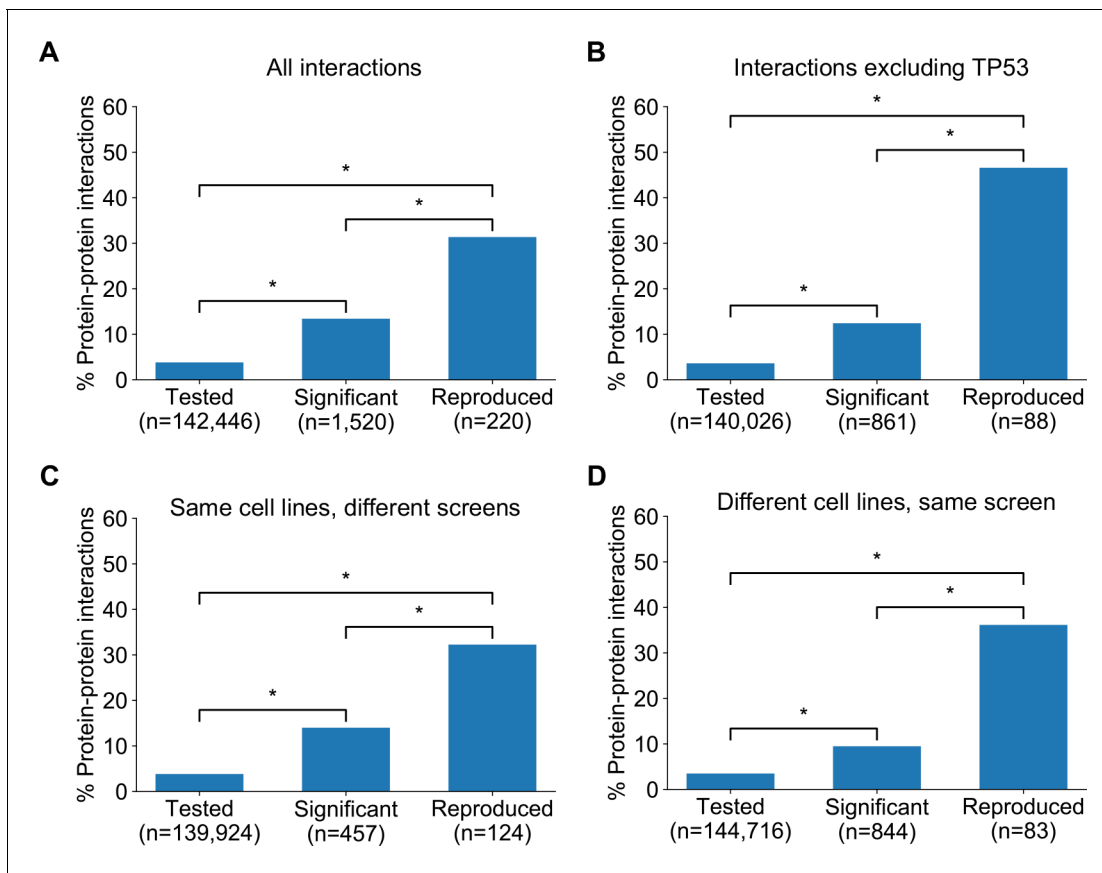 A
All interactions
% Protein-protein interactions
60
50
40
30
20
10
0
*
*
*
Tested
(n=142,446)
Significant
(n=1,520)
Reproduced
(n=220)
B
Interactions excluding TP53
% Protein-protein interactions
60
50
40
30
20
10
0
*
*
*
Tested
(n=140,026)
Significant
(n=861)
Reproduced
(n=88)
C
Same cell lines, different screens
% Protein-protein interactions
60
50
40
30
20
10
0
*
*
*
Tested
(n=139,924)
Significant
(n=457)
Reproduced
(n=124)
D
Different cell lines, same screen
% Protein-protein interactions
60
50
40
30
20
10
0
*
*
*
Tested
(n=144,716)
Significant
(n=844)
Reproduced
(n=83)